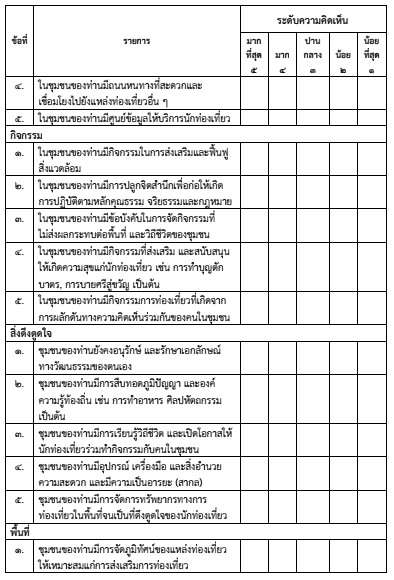 ระดับความคิดเห็น
ข้อที่ รายการ มากที่สุด ๕ มาก ๔ ปานกลาง ๓ น้อย ๒ น้อยที่สุด ๑
๔. ในชุมชนของท่านมีถนนหนทางที่สะดวกและ
เชื่อมโยงไปยังแหล่งท่องเที่ยวอื่น ๆ
๕. ในชุมชนของท่านมีศูนย์ข้อมูลให้บริการนักท่องเที่ยว
กิจกรรม
๑. ในชุมชนของท่านมีกิจกรรมในการส่งเสริมและฟื้นฟู
สิ่งแวดล้อม
๒. ในชุมชนของท่านมีการปลูกจิตสำนึกเพื่อก่อให้เกิด
การปฏิบัติตามหลักคุณธรรม จริยธรรมและกฎหมาย
๓. ในชุมชนของท่านมีข้อบังคับในการจัดกิจกรรมที่
ไม่ส่งผลกระทบต่อพื้นที่ และวิถีชีวิตของชุมชน
๔. ในชุมชนของท่านมีกิจกรรมที่ส่งเสริม และสนับสนุน
ให้เกิดความสุขแก่นักท่องเที่ยว เช่น การทำบุญตัก
บาตร, การบายศรีสู่ขวัญ เป็นต้น
๕. ในชุมชนของท่านมีกิจกรรมการท่องเที่ยวที่เกิดจาก
การผลักดันทางความคิดเห็นร่วมกันของคนในชุมชน
สิ่งดึงดูดใจ
๑. ชุมชนของท่านยังคงอนุรักษ์ และรักษาเอกลักษณ์
ทางวัฒนธรรมของตนเอง
๒. ชุมชนของท่านมีการสืบทอดภูมิปัญญา และองค์
ความรู้ท้องถิ่น เช่น การทำอาหาร ศิลปหัตถกรรม
เป็นต้น
๓. ชุมชนของท่านมีการเรียนรู้วิถีชีวิต และเปิดโอกาสให้
นักท่องเที่ยวร่วมทำกิจกรรมกับคนในชุมชน
๔. ชุมชนของท่านมีอุปกรณ์ เครื่องมือ และสิ่งอำนวย
ความสะดวก และมีความเป็นอารยะ (สากล)
๕. ชุมชนของท่านมีการจัดการทรัพยากรทางการ
ท่องเที่ยวในพื้นที่จนเป็นที่ดึงดูดใจของนักท่องเที่ยว
พื้นที่
๑. ชุมชนของท่านมีการจัดภูมิทัศน์ของแหล่งท่องเที่ยว
ให้เหมาะสมแก่การส่งเสริมการท่องเที่ยว